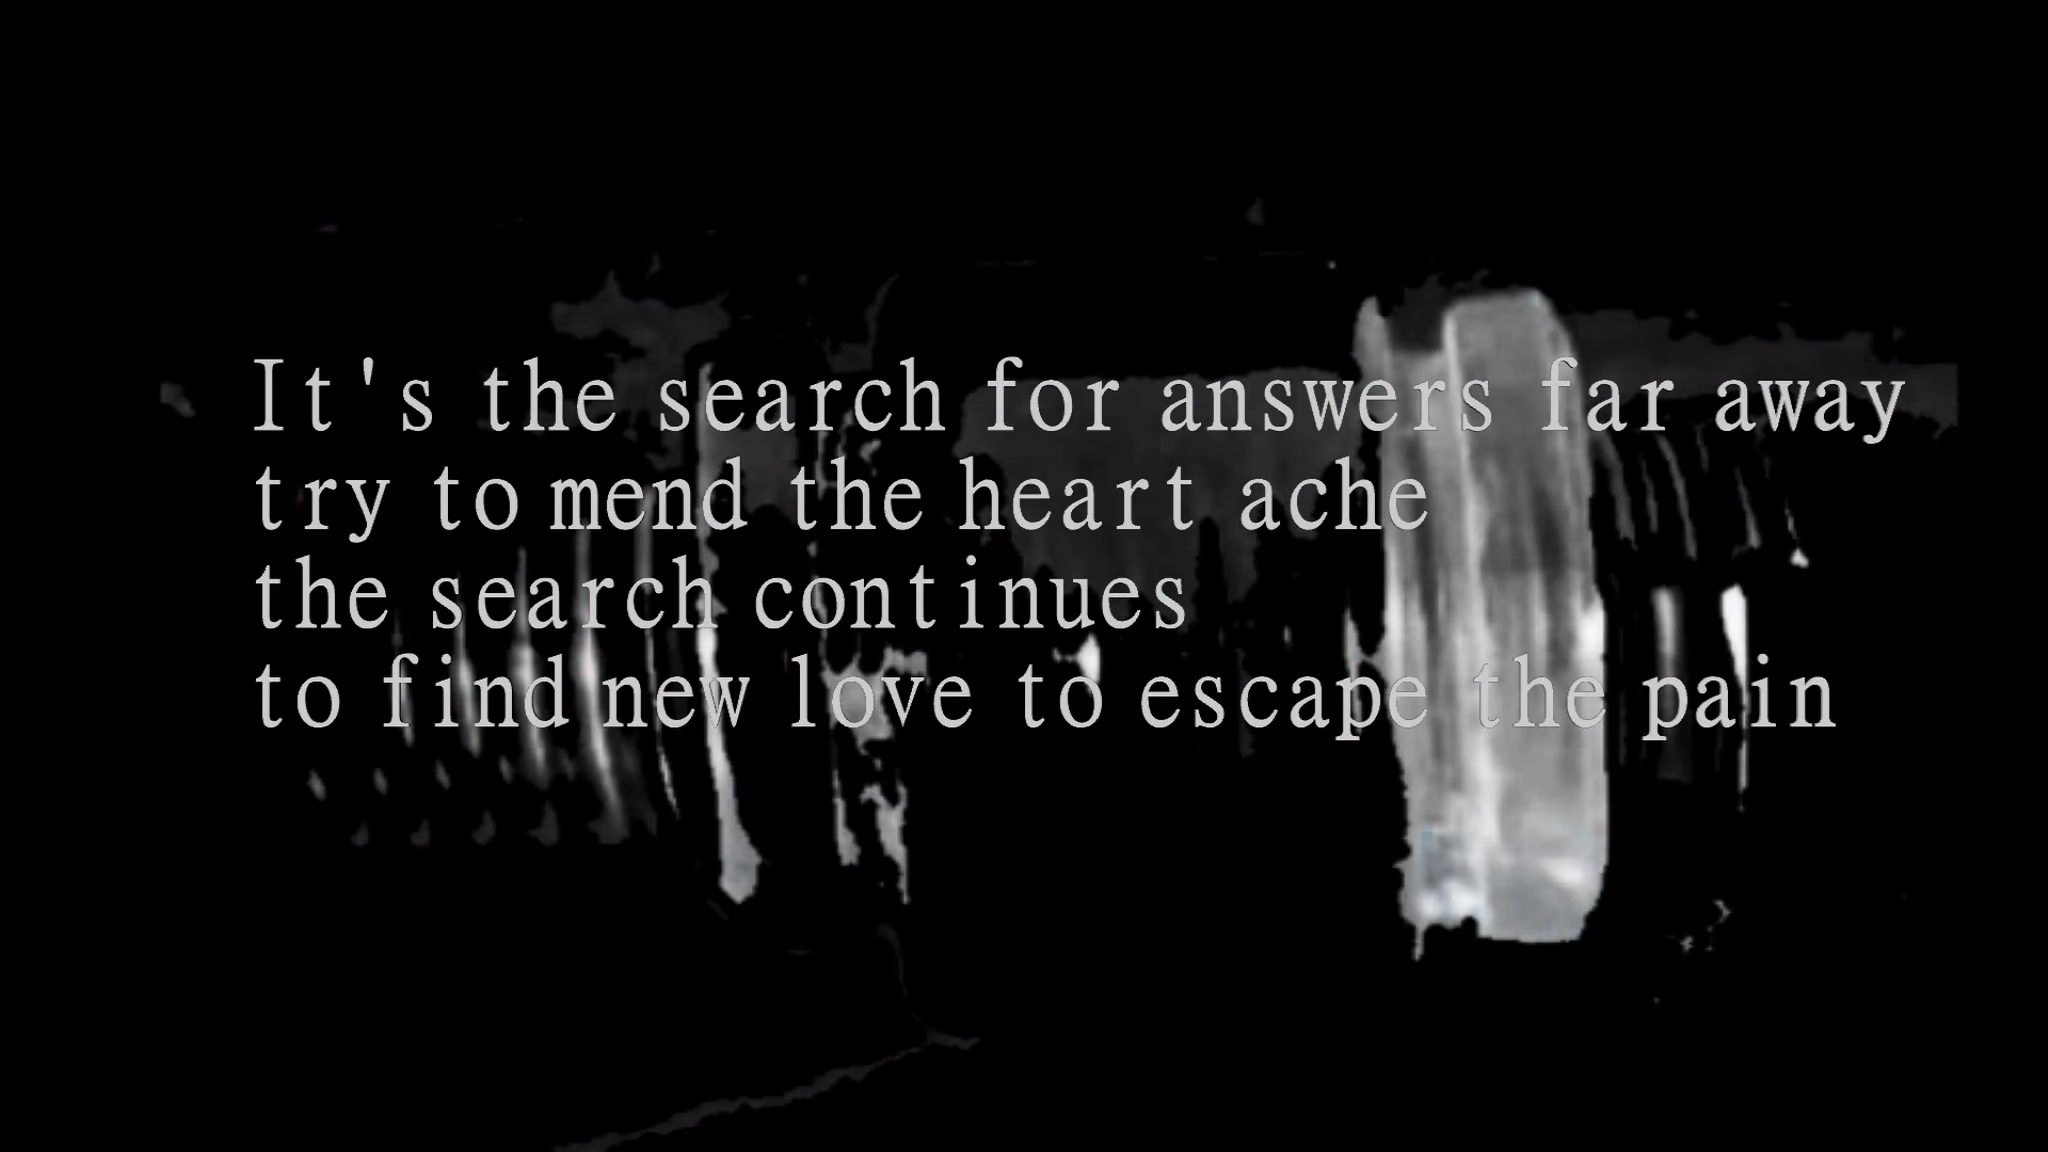 It's the search for answers far away
try to mend the heart ache
the search continues
to find new love to escape the pain